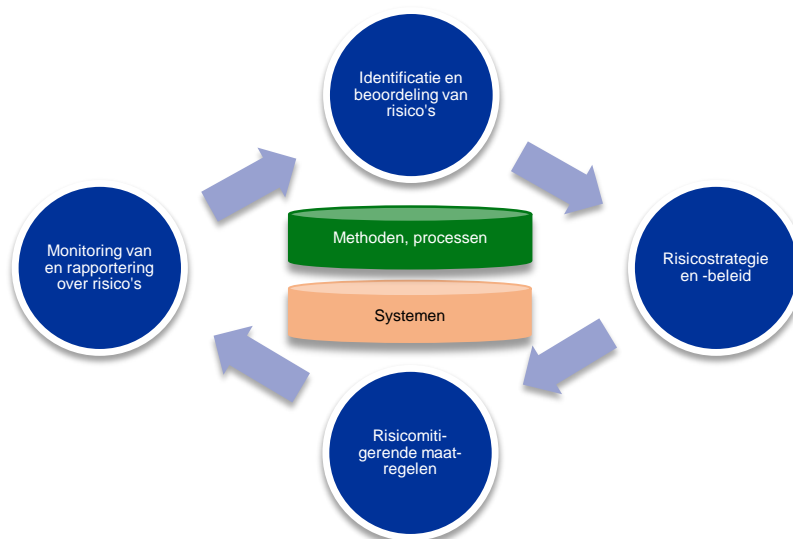 Identificatie en
beoordeling van
risico's
Methoden, processen
Monitoring van
en rapportering
over risico's
Risicostrategie
en -beleid
Systemen
Risicomiti-
gerende maat-
regelen